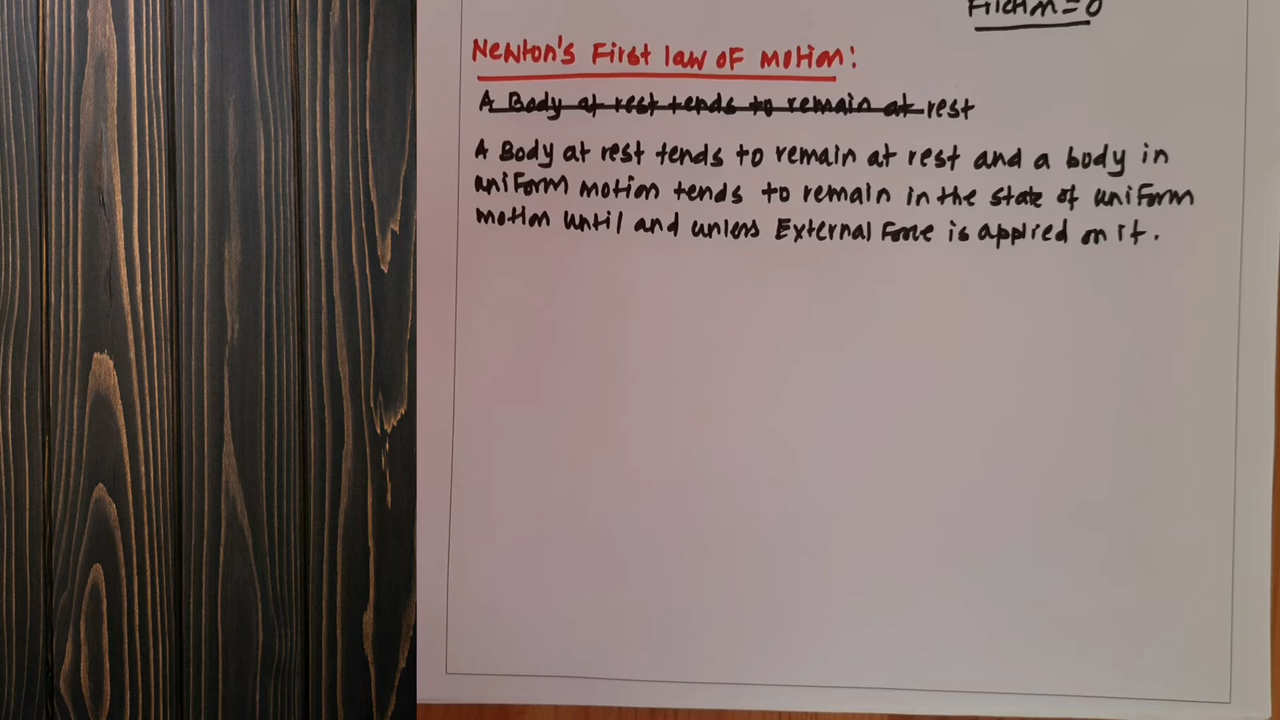 = 0
Newton's First law of motion:
A Body at rest tends to remain at rest
A Body at rest tends to remain at rest and a body in
uniform motion tends to remain in the state of uniform
motion until and unless External Force is applied on it.